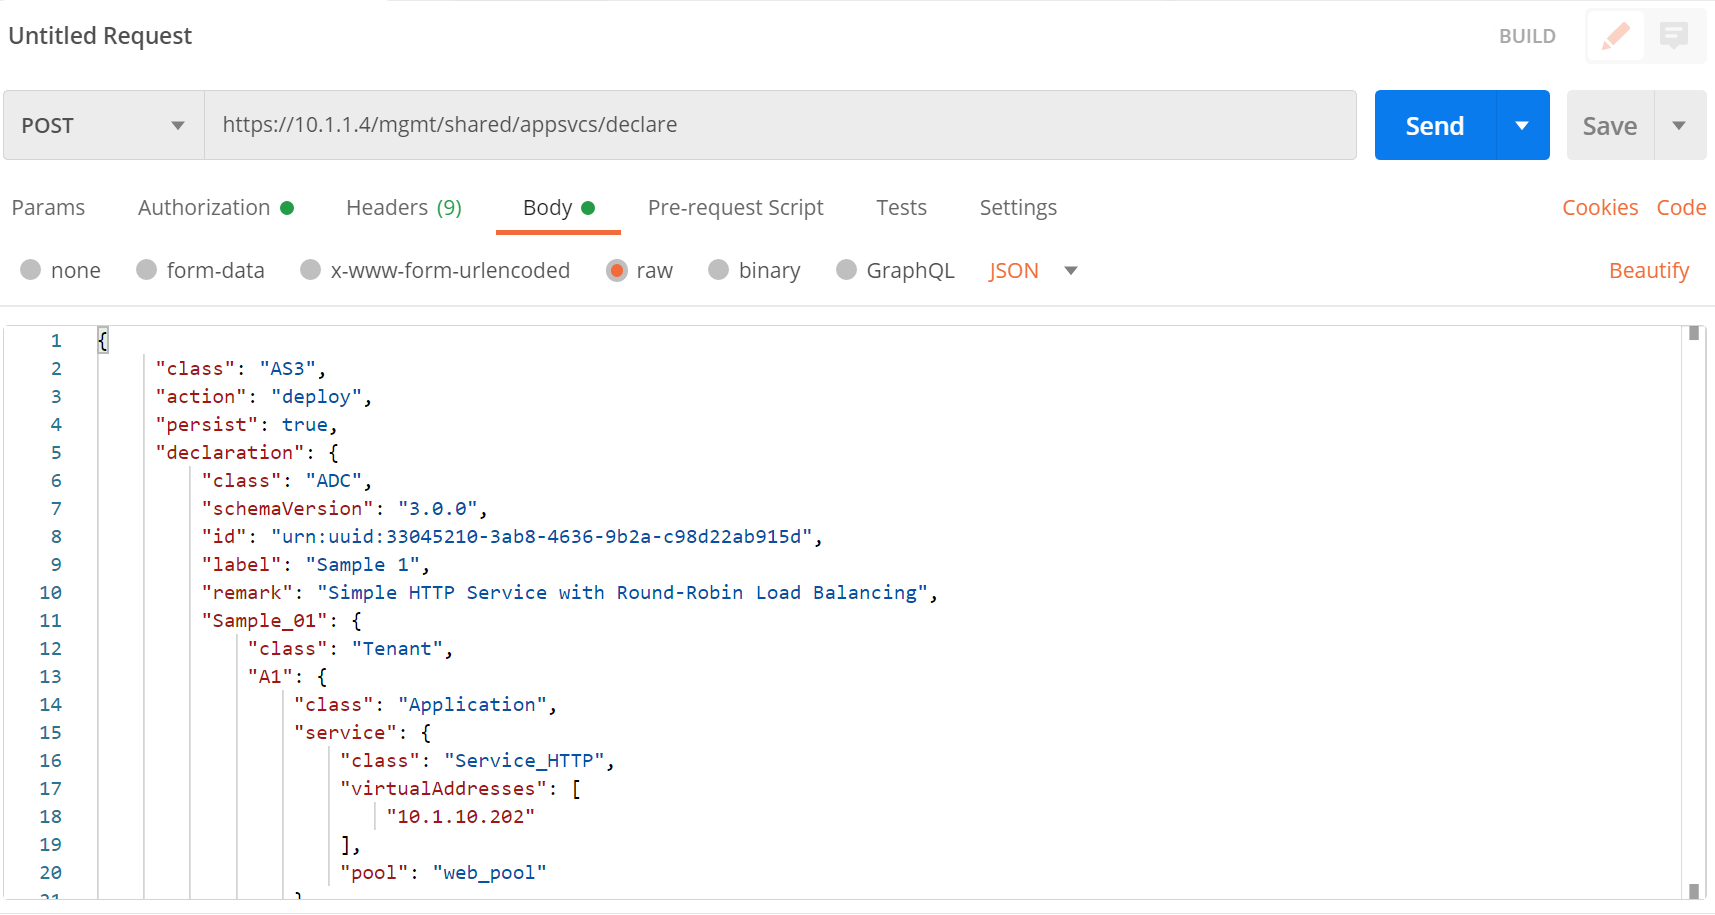 Untitled Request
BUILD
POST
https://10.1.1.4/mgmt/shared/appsvcs/declare
Send
Save
Params Authorization Headers (9) Body Pre-request Script Tests Settings Cookies Code
none form-data x-www-form-urlencoded raw binary GraphQL JSON Beautify
1 {
2 "class": "AS3",
3 "action": "deploy",
4 "persist": true,
5 "declaration": {
6 "class": "ADC",
7 "schemaVersion": "3.0.0",
8 "id": "urn:uuid:33045210-3ab8-4636-9b2a-c98d22ab915d",
9 "label": "Sample 1",
10 "remark": "Simple HTTP Service with Round-Robin Load Balancing",
11 "Sample_01": {
12 "class": "Tenant",
13 "A1": {
14 "class": "Application",
15 "service": {
16 "class": "Service_HTTP",
17 "virtualAddresses": [
18 "10.1.10.202"
19 ],
20 "pool": "web_pool"